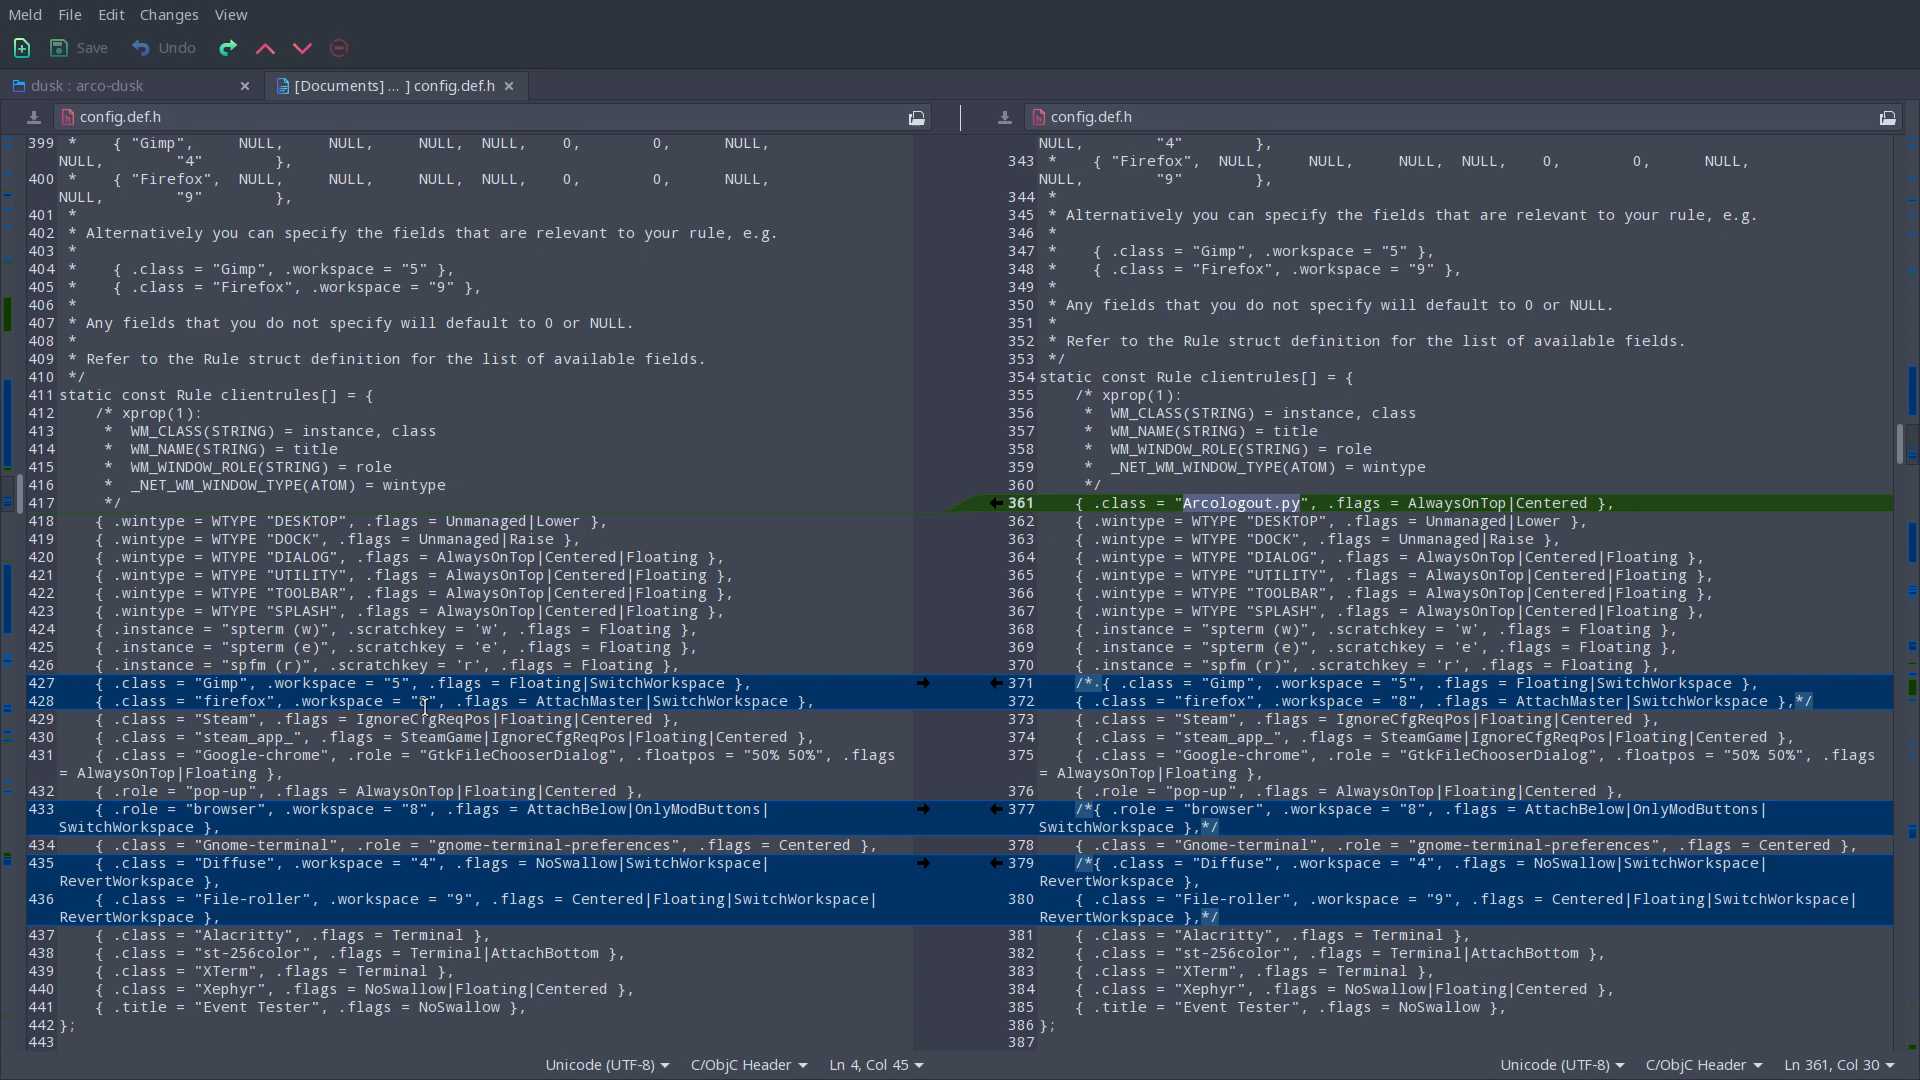 Meld File Edit Changes View
Save Undo
dusk : arco-dusk [Documents] ... ] config.def.h
config.def.h
399 * { "Gimp", NULL, NULL, NULL, NULL, 0, 0, NULL,
NULL, "4" },
400 * { "Firefox", NULL, NULL, NULL, NULL, 0, 0, NULL,
NULL, "9" },
401 *
402 * Alternatively you can specify the fields that are relevant to your rule, e.g.
403 *
404 * { .class = "Gimp", .workspace = "5" },
405 * { .class = "Firefox", .workspace = "9" },
406 *
407 * Any fields that you do not specify will default to 0 or NULL.
408 *
409 * Refer to the Rule struct definition for the list of available fields.
410 */
411 static const Rule clientrules[] = {
412 /* xprop(1):
413 * WM_CLASS(STRING) = instance, class
414 * WM_NAME(STRING) = title
415 * WM_WINDOW_ROLE(STRING) = role
416 * _NET_WM_WINDOW_TYPE(ATOM) = wintype
417 */
418 { .wintype = WTYPE "DESKTOP", .flags = Unmanaged|Lower },
419 { .wintype = WTYPE "DOCK", .flags = Unmanaged|Raise },
420 { .wintype = WTYPE "DIALOG", .flags = AlwaysOnTop|Centered|Floating },
421 { .wintype = WTYPE "UTILITY", .flags = AlwaysOnTop|Centered|Floating },
422 { .wintype = WTYPE "TOOLBAR", .flags = AlwaysOnTop|Centered|Floating },
423 { .wintype = WTYPE "SPLASH", .flags = AlwaysOnTop|Centered|Floating },
424 { .instance = "spterm (w)", .scratchkey = 'w', .flags = Floating },
425 { .instance = "spterm (e)", .scratchkey = 'e', .flags = Floating },
426 { .instance = "spfm (r)", .scratchkey = 'r', .flags = Floating },
427 { .class = "Gimp", .workspace = "5", .flags = Floating|SwitchWorkspace },
428 { .class = "firefox", .workspace = "8", .flags = AttachMaster|SwitchWorkspace },
429 { .class = "Steam", .flags = IgnoreCfgReqPos|Floating|Centered },
430 { .class = "steam_app_", .flags = SteamGame|IgnoreCfgReqPos|Floating|Centered },
431 { .class = "Google-chrome", .role = "GtkFileChooserDialog", .floatpos = "50% 50%", .flags
= AlwaysOnTop|Floating },
432 { .role = "pop-up", .flags = AlwaysOnTop|Floating|Centered },
433 { .role = "browser", .workspace = "8", .flags = AttachBelow|OnlyModButtons|
SwitchWorkspace },
434 { .class = "Gnome-terminal", .role = "gnome-terminal-preferences", .flags = Centered },
435 { .class = "Diffuse", .workspace = "4", .flags = NoSwallow|SwitchWorkspace|
RevertWorkspace },
436 { .class = "File-roller", .workspace = "9", .flags = Centered|Floating|SwitchWorkspace|
RevertWorkspace },
437 { .class = "Alacritty", .flags = Terminal },
438 { .class = "st-256color", .flags = Terminal|AttachBottom },
439 { .class = "XTerm", .flags = Terminal },
440 { .class = "Xephyr", .flags = NoSwallow|Floating|Centered },
441 { .title = "Event Tester", .flags = NoSwallow },
442 };
443
Unicode (UTF-8) C/ObjC Header Ln 4, Col 45
config.def.h
NULL, "4" },
343 * { "Firefox", NULL, NULL, NULL, NULL, 0, 0, NULL,
NULL, "9" },
344 *
345 * Alternatively you can specify the fields that are relevant to your rule, e.g.
346 *
347 * { .class = "Gimp", .workspace = "5" },
348 * { .class = "Firefox", .workspace = "9" },
349 *
350 * Any fields that you do not specify will default to 0 or NULL.
351 *
352 * Refer to the Rule struct definition for the list of available fields.
353 */
354 static const Rule clientrules[] = {
355 /* xprop(1):
356 * WM_CLASS(STRING) = instance, class
357 * WM_NAME(STRING) = title
358 * WM_WINDOW_ROLE(STRING) = role
359 * _NET_WM_WINDOW_TYPE(ATOM) = wintype
360 */
361 { .class = "Arcologout.py", .flags = AlwaysOnTop|Centered },
362 { .wintype = WTYPE "DESKTOP", .flags = Unmanaged|Lower },
363 { .wintype = WTYPE "DOCK", .flags = Unmanaged|Raise },
364 { .wintype = WTYPE "DIALOG", .flags = AlwaysOnTop|Centered|Floating },
365 { .wintype = WTYPE "UTILITY", .flags = AlwaysOnTop|Centered|Floating },
366 { .wintype = WTYPE "TOOLBAR", .flags = AlwaysOnTop|Centered|Floating },
367 { .wintype = WTYPE "SPLASH", .flags = AlwaysOnTop|Centered|Floating },
368 { .instance = "spterm (w)", .scratchkey = 'w', .flags = Floating },
369 { .instance = "spterm (e)", .scratchkey = 'e', .flags = Floating },
370 { .instance = "spfm (r)", .scratchkey = 'r', .flags = Floating },
371 /*.{ .class = "Gimp", .workspace = "5", .flags = Floating|SwitchWorkspace },
372 { .class = "firefox", .workspace = "8", .flags = AttachMaster|SwitchWorkspace },*/
373 { .class = "Steam", .flags = IgnoreCfgReqPos|Floating|Centered },
374 { .class = "steam_app_", .flags = SteamGame|IgnoreCfgReqPos|Floating|Centered },
375 { .class = "Google-chrome", .role = "GtkFileChooserDialog", .floatpos = "50% 50%", .flags
= AlwaysOnTop|Floating },
376 { .role = "pop-up", .flags = AlwaysOnTop|Floating|Centered },
377 /*{ .role = "browser", .workspace = "8", .flags = AttachBelow|OnlyModButtons|
SwitchWorkspace },*/
378 { .class = "Gnome-terminal", .role = "gnome-terminal-preferences", .flags = Centered },
379 /*{ .class = "Diffuse", .workspace = "4", .flags = NoSwallow|SwitchWorkspace|
RevertWorkspace },
380 { .class = "File-roller", .workspace = "9", .flags = Centered|Floating|SwitchWorkspace|
RevertWorkspace },*/
381 { .class = "Alacritty", .flags = Terminal },
382 { .class = "st-256color", .flags = Terminal|AttachBottom },
383 { .class = "XTerm", .flags = Terminal },
384 { .class = "Xephyr", .flags = NoSwallow|Floating|Centered },
385 { .title = "Event Tester", .flags = NoSwallow },
386 };
387
Unicode (UTF-8) C/ObjC Header Ln 361, Col 30